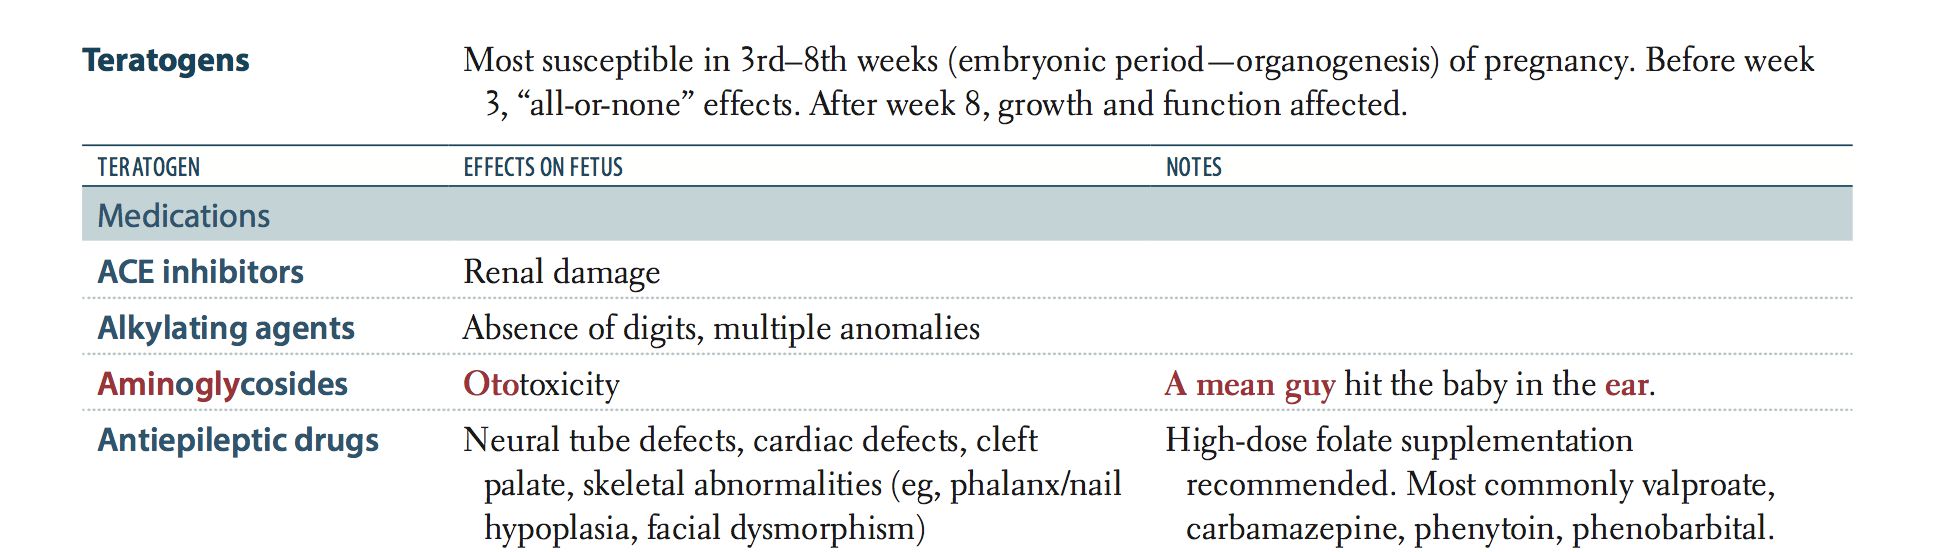 Teratogens
Most susceptible in 3rd–8th weeks (embryonic period—organogenesis) of pregnancy. Before week
3, “all-or-none” effects. After week 8, growth and function affected.
TERATOGEN EFFECTS ON FETUS NOTES
Medications
ACE inhibitors Renal damage
Alkylating agents Absence of digits, multiple anomalies
Aminoglycosides Ototoxicity A mean guy hit the baby in the ear.
Antiepileptic drugs Neural tube defects, cardiac defects, cleft
palate, skeletal abnormalities (eg, phalanx/nail
hypoplasia, facial dysmorphism)
High-dose folate supplementation
recommended. Most commonly valproate,
carbamazepine, phenytoin, phenobarbital.